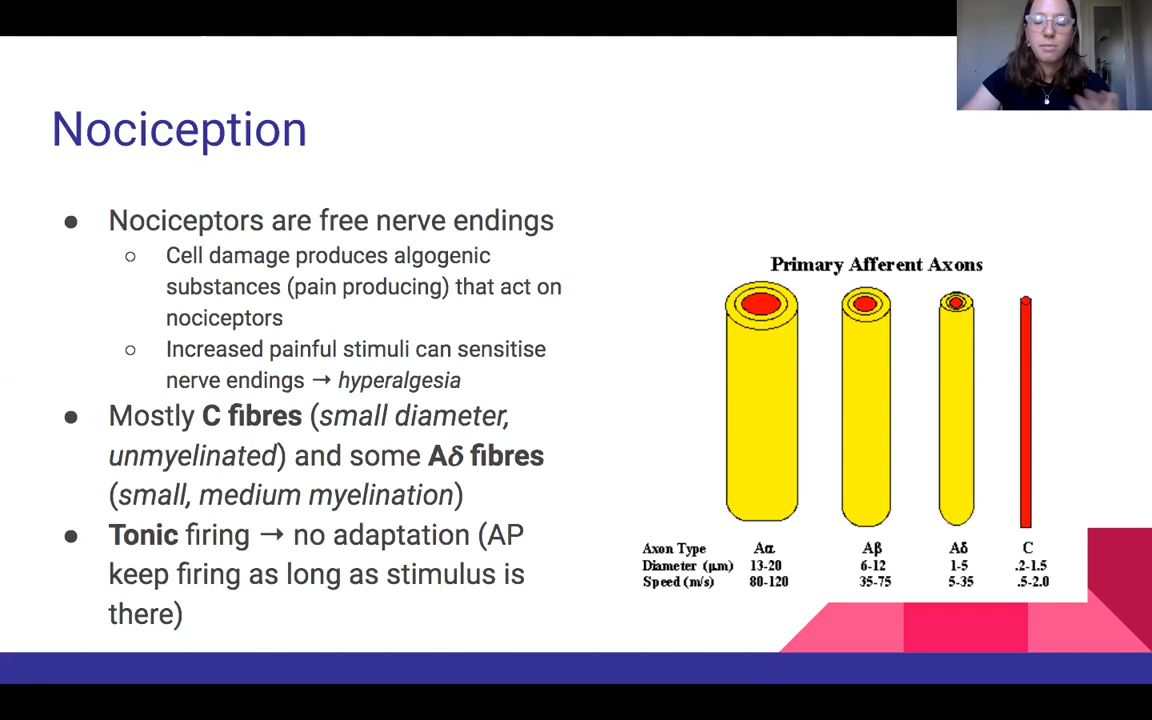 Nociception
● Nociceptors are free nerve endings
○ Cell damage produces algogenic
substances (pain producing) that act on
nociceptors
○ Increased painful stimuli can sensitise
nerve endings → hyperalgesia
● Mostly C fibres (small diameter,
unmyelinated) and some Aδ fibres
(small, medium myelination)
● Tonic firing → no adaptation (AP
keep firing as long as stimulus is
there)
Primary Afferent Axons
Axon Type Aα Aβ Aδ C
Diameter (μm) 13-20 6-12 1-5 .2-1.5
Speed (m/s) 80-120 35-75 5-35 .5-2.0